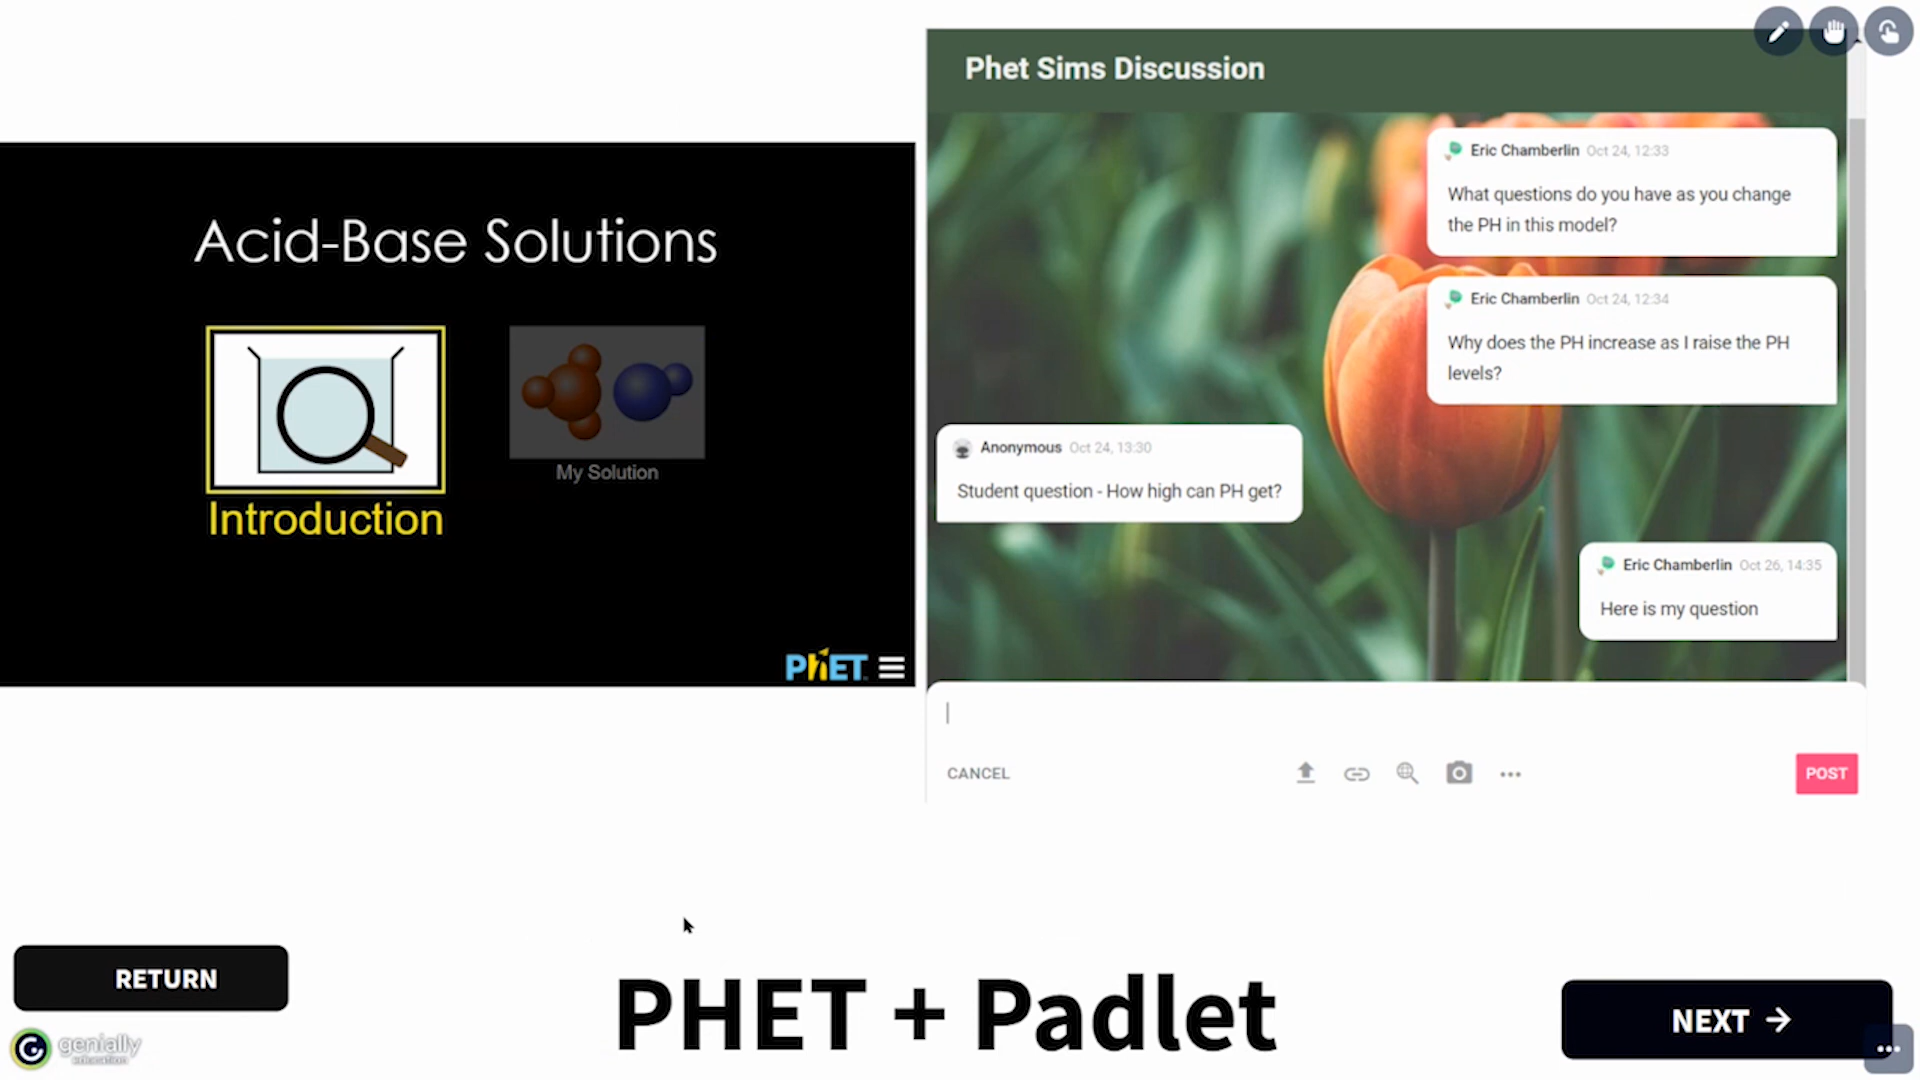 Acid-Base Solutions
Introduction
My Solution
PhET
Phet Sims Discussion
Eric Chamberlin Oct 24, 12:33
What questions do you have as you change
the PH in this model?
Eric Chamberlin Oct 24, 12:34
Why does the PH increase as I raise the PH
levels?
Anonymous Oct 24, 13:30
Student question - How high can PH get?
Eric Chamberlin Oct 26, 14:35
Here is my question
CANCEL
POST
RETURN
PHET + Padlet
NEXT →
genially
education